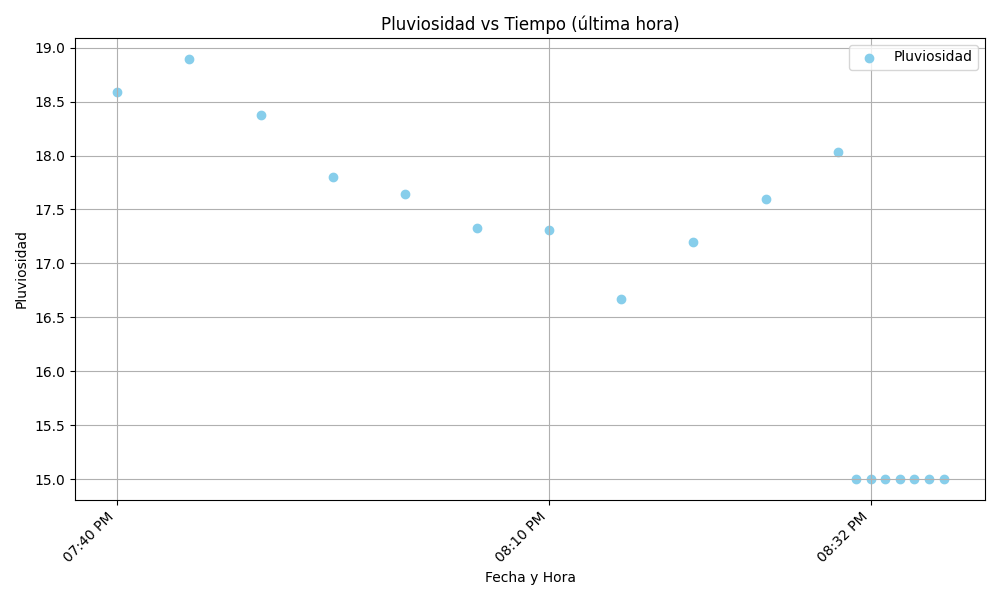 Pluviosidad vs Tiempo (última hora)
Pluviosidad
19.0
18.5
18.0
17.5
17.0
16.5
16.0
15.5
15.0
Pluviosidad
07:40 PM
08:10 PM
08:32 PM
Fecha y Hora